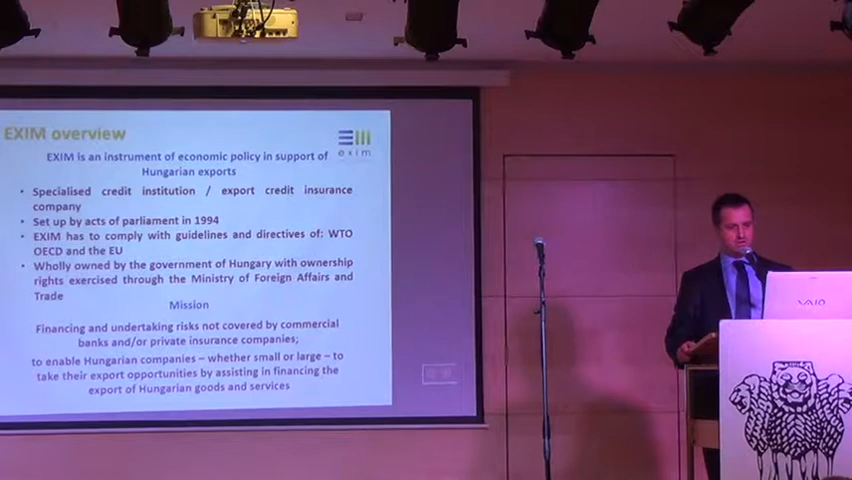 EXIM overview
exim
EXIM is an instrument of economic policy in support of
Hungarian exports
• Specialised credit institution / export credit insurance
company
• Set up by acts of parliament in 1994
• EXIM has to comply with guidelines and directives of: WTO
OECD and the EU
• Wholly owned by the government of Hungary with ownership
rights exercised through the Ministry of Foreign Affairs and
Trade
Mission
Financing and undertaking risks not covered by commercial
banks and/or private insurance companies;
to enable Hungarian companies – whether small or large – to
take their export opportunities by assisting in financing the
export of Hungarian goods and services
VAIO